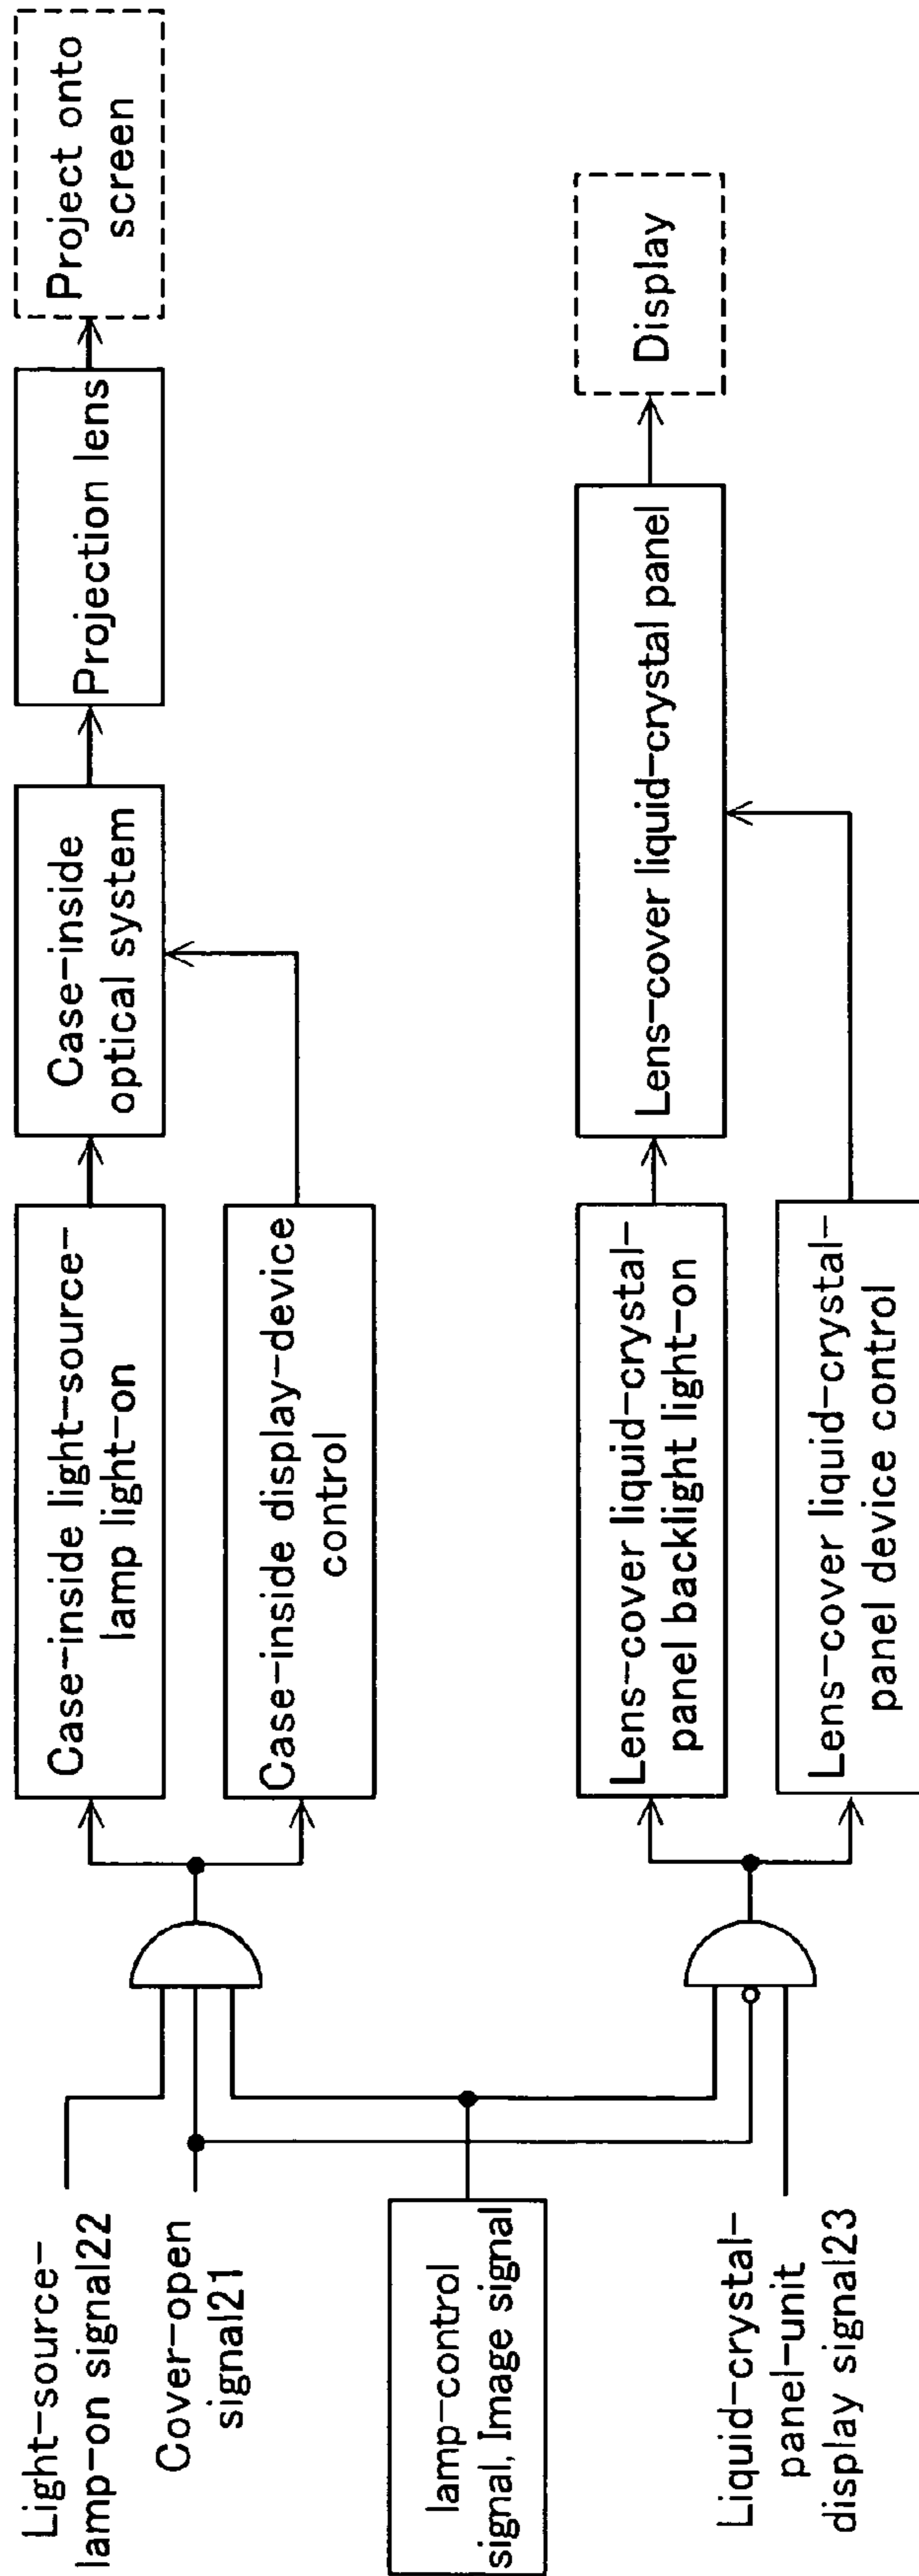 Light-source-
lamp-on signal22
Cover-open
signal21
lamp-control
signal, Image signal
Liquid-crystal-
panel-unit
display signal23
Case-inside light-source-
lamp light-on
Case-inside display-device
control
Case-inside
optical system
Projection lens
Project onto
screen
Lens-cover liquid-crystal-
panel backlight light-on
Lens-cover liquid-crystal-
panel device control
Lens-cover liquid-crystal panel
Display